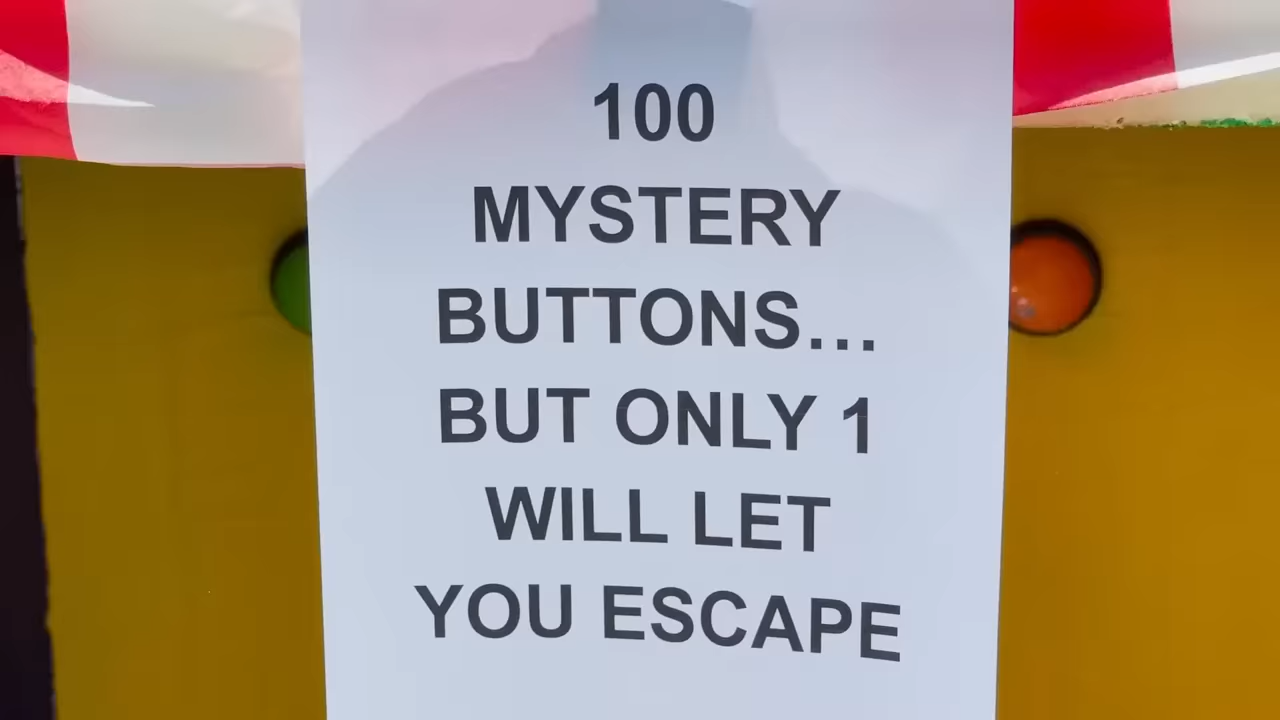 100
MYSTERY
BUTTONS...
BUT ONLY 1
WILL LET
YOU ESCAPE